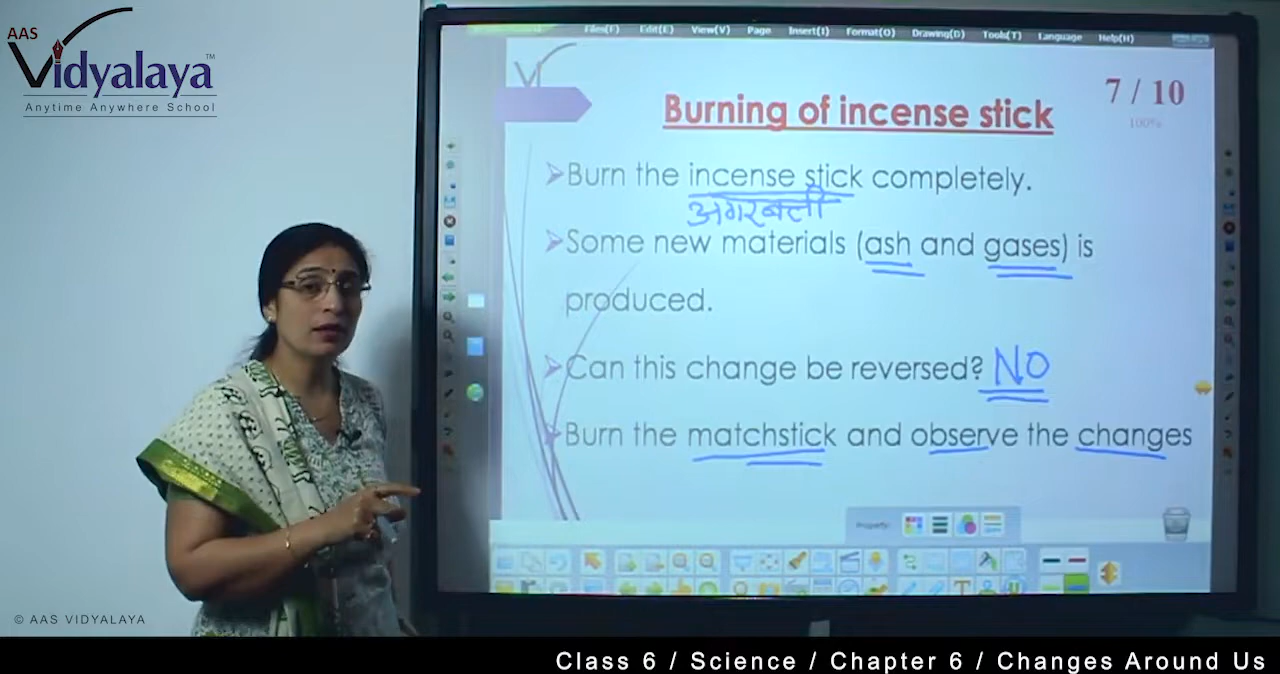 AAS
Vidyalaya™
Anytime Anywhere School
Files(F) Edit(E) View(V) Page Insert(I) Format(O) Drawing(D) Tools(T) Language Help(H)
7 / 10
100%
Burning of incense stick
➢Burn the incense stick completely.
अगरबत्ती
➢Some new materials (ash and gases) is
produced.
➢Can this change be reversed? NO
➢Burn the matchstick and observe the changes
Property:
© AAS VIDYALAYA
Class 6 / Science / Chapter 6 / Changes Around Us